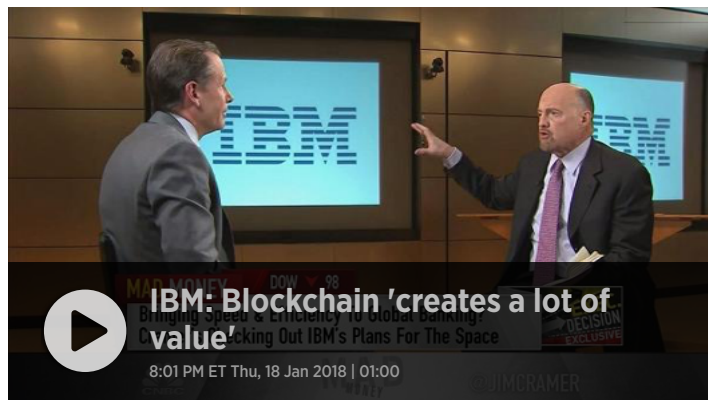 IBM
IBM
MAD MONEY DOW 98
IBM: Blockchain 'creates a lot of
value'
Bringing Speed & Efficiency To Global Banking?
Checking Out IBM's Plans For The Space
DECISION
EXCLUSIVE
8:01 PM ET Thu, 18 Jan 2018 | 01:00
MAD
@JIMCRAMER